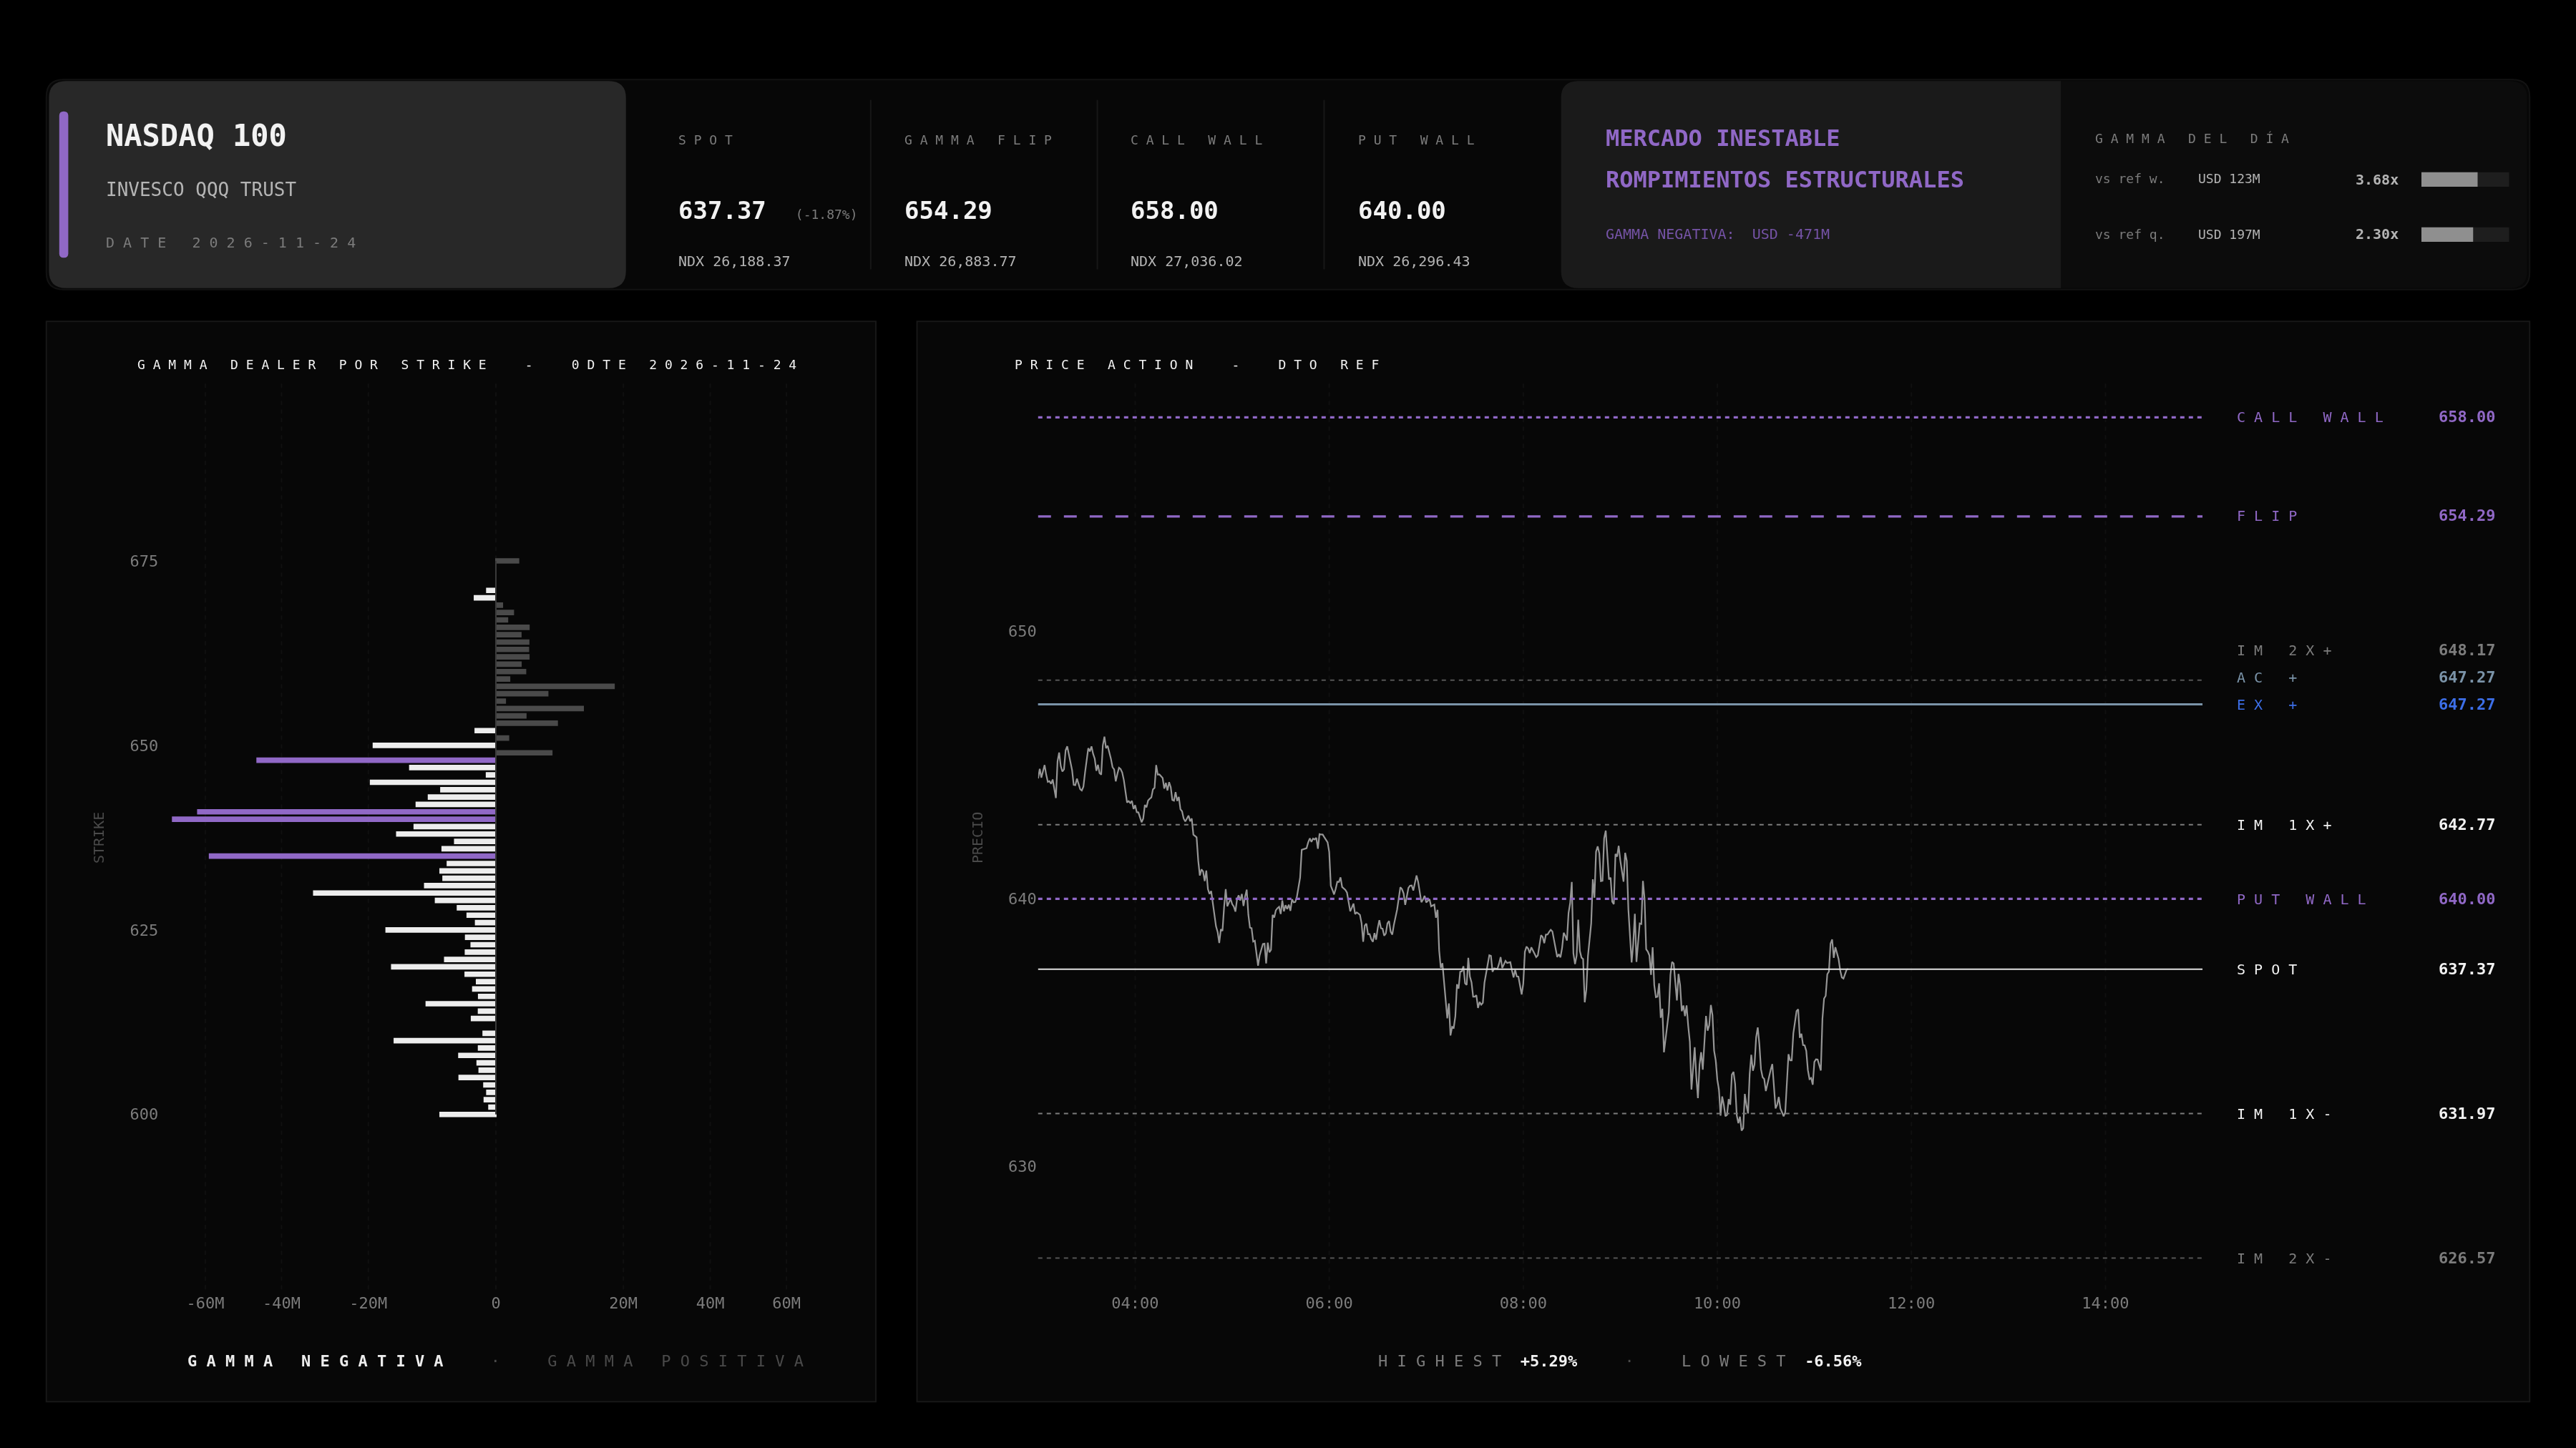 NASDAQ 100
INVESCO QQQ TRUST
DATE 2026-11-24
SPOT
637.37 (-1.87%)
NDX 26,188.37
GAMMA FLIP
654.29
NDX 26,883.77
CALL WALL
658.00
NDX 27,036.02
PUT WALL
640.00
NDX 26,296.43
MERCADO INESTABLE
ROMPIMIENTOS ESTRUCTURALES
GAMMA NEGATIVA: USD -471M
GAMMA DEL DÍA
vs ref w. USD 123M 3.68x
vs ref q. USD 197M 2.30x
GAMMA DEALER POR STRIKE - 0DTE 2026-11-24
STRIKE
675
650
625
600
-60M -40M -20M 0 20M 40M 60M
GAMMA NEGATIVA · GAMMA POSITIVA
PRICE ACTION - DTO REF
PRECIO
650
640
630
CALL WALL 658.00
FLIP 654.29
IM 2X+ 648.17
AC + 647.27
EX + 647.27
IM 1X+ 642.77
PUT WALL 640.00
SPOT 637.37
IM 1X- 631.97
IM 2X- 626.57
04:00 06:00 08:00 10:00 12:00 14:00
HIGHEST +5.29% · LOWEST -6.56%